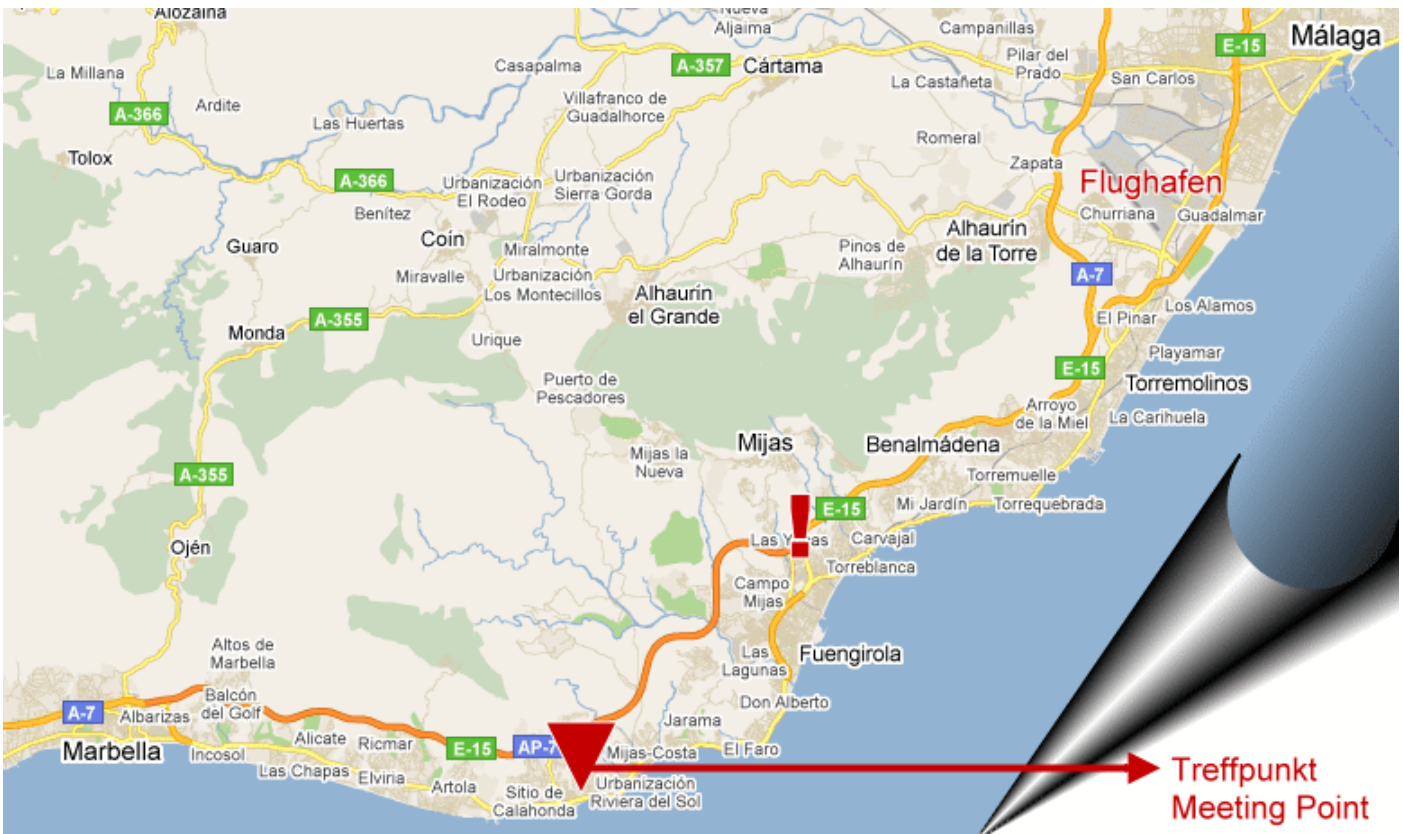 Alozaina
Nueva
Aljaima
Campanillas
E-15
Málaga
La Millana
Casapalma
A-357
Cártama
Pilar del
Prado
San Carlos
La Castañeta
Ardite
A-366
Las Huertas
Villafranco de
Guadalhorce
Romeral
Tolox
A-366
Urbanización
El Rodeo
Urbanización
Sierra Gorda
Zapata
Flughafen
Benítez
Churriana
Guadalmar
Guaro
Coín
Miralmonte
Pinos de
Alhaurín
Alhaurín
de la Torre
Miravalle
Urbanización
Los Montecillos
A-7
Alhaurín
el Grande
Los Alamos
Monda
A-355
El Pinar
Urique
Playamar
E-15
Torremolinos
Puerto de
Pescadores
Arroyo
de la Miel
La Carihuela
Mijas
Benalmádena
Mijas la
Nueva
A-355
Torremuelle
!
E-15
Mi Jardín
Torrequebrada
Ojén
Las
Carvajal
Torreblanca
Campo
Mijas
Altos de
Marbella
Las
Lagunas
Fuengirola
Balcón
del Golf
Don Alberto
A-7
Albarizas
Jarama
Marbella
Incosol
Alicate
Ricmar
E-15
AP-7
Mijas-Costa
El Faro
Las Chapas
Elviria
Artola
Sitio de
Calahonda
Urbanización
Riviera del Sol
Treffpunkt
Meeting Point